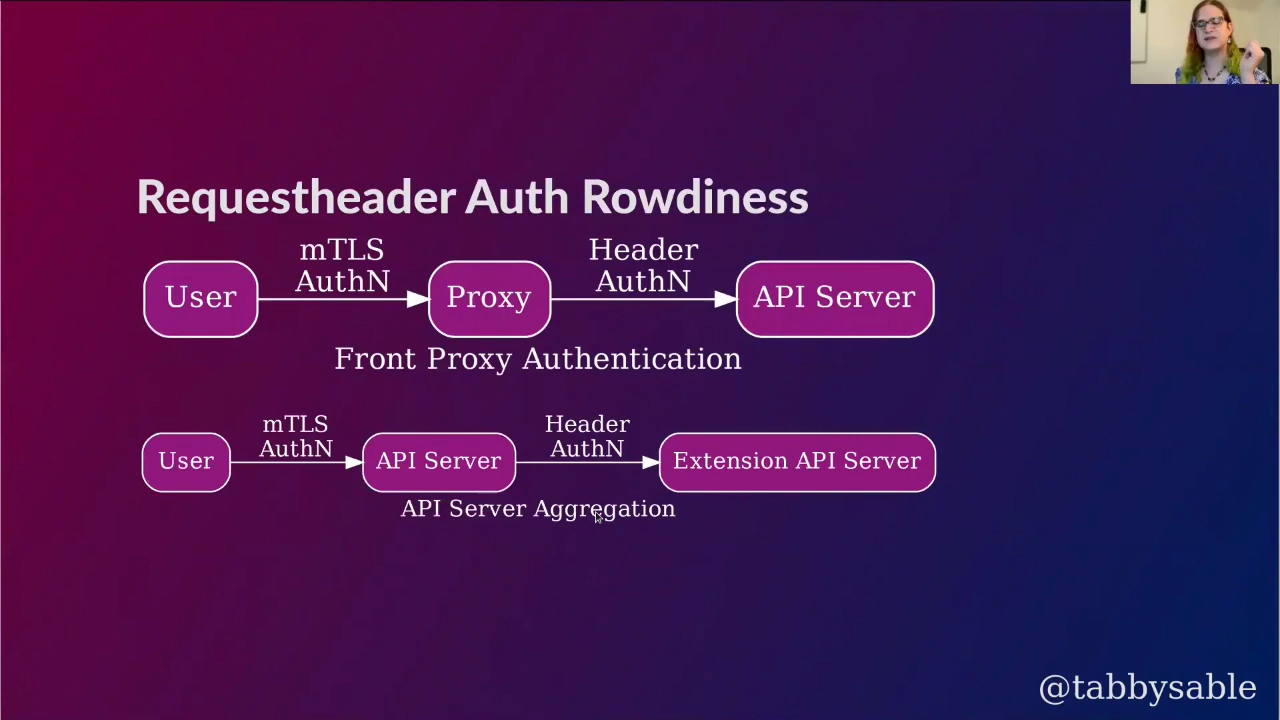 Requestheader Auth Rowdiness
mTLS
AuthN
Header
AuthN
User
Proxy
API Server
Front Proxy Authentication
mTLS
AuthN
Header
AuthN
User
API Server
Extension API Server
API Server Aggregation
@tabbysable